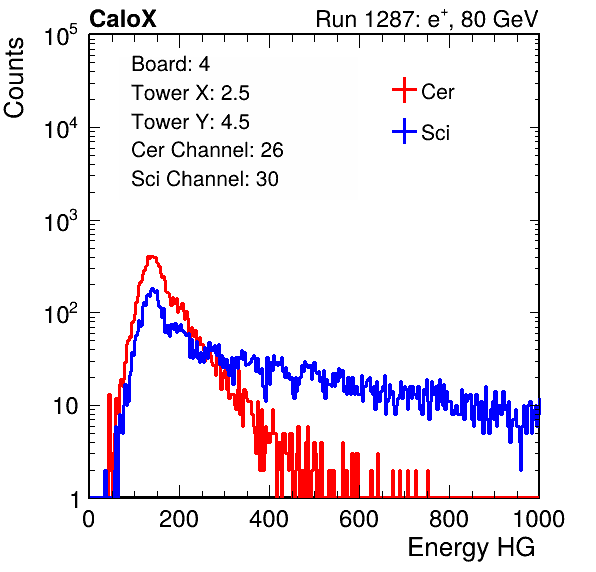 CaloX Run 1287: e⁺, 80 GeV
Counts
Board: 4
Tower X: 2.5
Tower Y: 4.5
Cer Channel: 26
Sci Channel: 30
Cer
Sci
10⁵
10⁴
10³
10²
10
1
0 200 400 600 800 1000
Energy HG